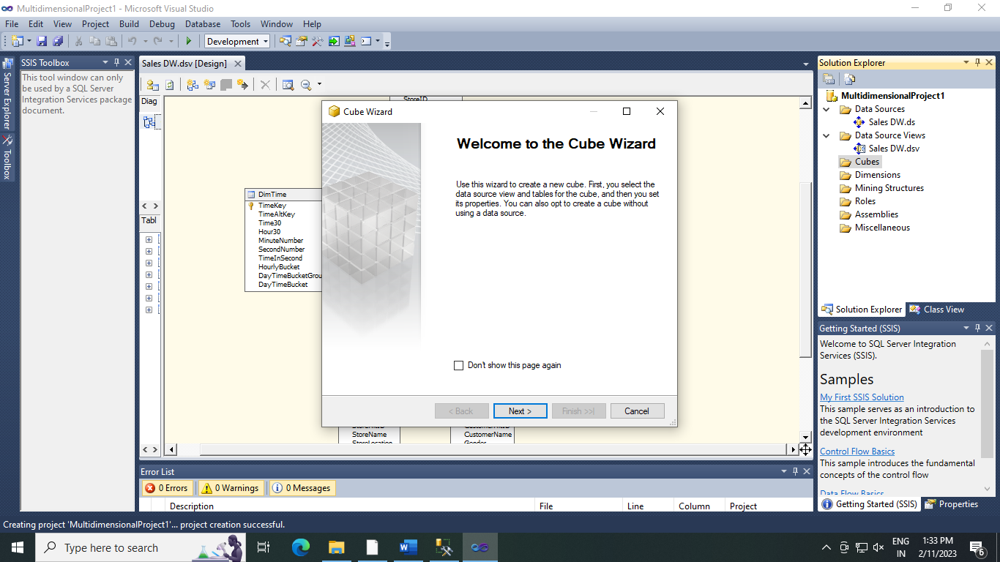 MultidimensionalProject1 - Microsoft Visual Studio
File Edit View Project Build Debug Database Tools Window Help
Development
Server Explorer
Toolbox
SSIS Toolbox
This tool window can only
be used by a SQL Server
Integration Services package
document.
Sales DW.dsv [Design]
Diag
Tabl
StoreID
DimTime
TimeKey
TimeAltKey
Time30
Hour30
MinuteNumber
SecondNumber
TimeInSecond
HourlyBucket
DayTimeBucketGrou
DayTimeBucket
Cube Wizard
Welcome to the Cube Wizard
Use this wizard to create a new cube. First, you select the
data source view and tables for the cube, and then you set
its properties. You can also opt to create a cube without
using a data source.
Don't show this page again
< Back Next > Finish >>| Cancel
StoreName
StoreLocation
CustomerName
Gender
Error List
0 Errors 0 Warnings 0 Messages
Description File Line Column Project
Solution Explorer
MultidimensionalProject1
Data Sources
Sales DW.ds
Data Source Views
Sales DW.dsv
Cubes
Dimensions
Mining Structures
Roles
Assemblies
Miscellaneous
Solution Explorer Class View
Getting Started (SSIS)
Welcome to SQL Server Integration
Services (SSIS).
Samples
My First SSIS Solution
This sample serves as an introduction to
the SQL Server Integration Services
development environment
Control Flow Basics
This sample introduces the fundamental
concepts of the control flow
Data Flow Basics
Getting Started (SSIS) Properties
Creating project 'MultidimensionalProject1'... project creation successful.
Type here to search
ENG
IN
1:33 PM
2/11/2023
6